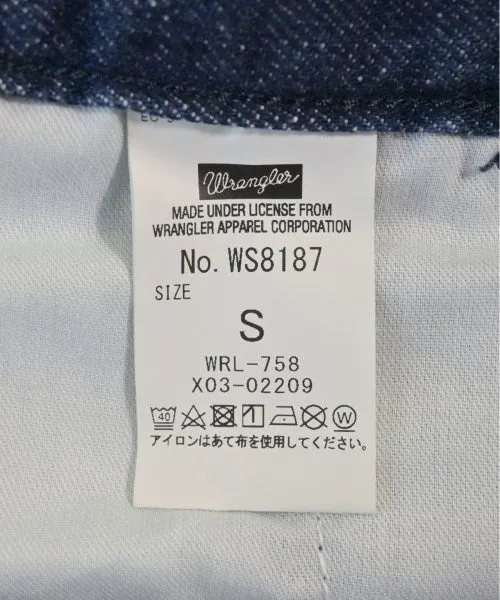 Wrangler
MADE UNDER LICENSE FROM
WRANGLER APPAREL CORPORATION
No. WS8187
SIZE
S
WRL-758
X03-02209
40 W
アイロンはあて布を使用してください。